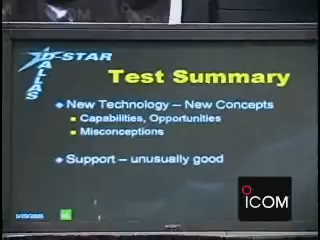 D-STAR
DALLAS
Test Summary
New Technology – New Concepts
Capabilities, Opportunities
Misconceptions
Support – unusually good
ICOM